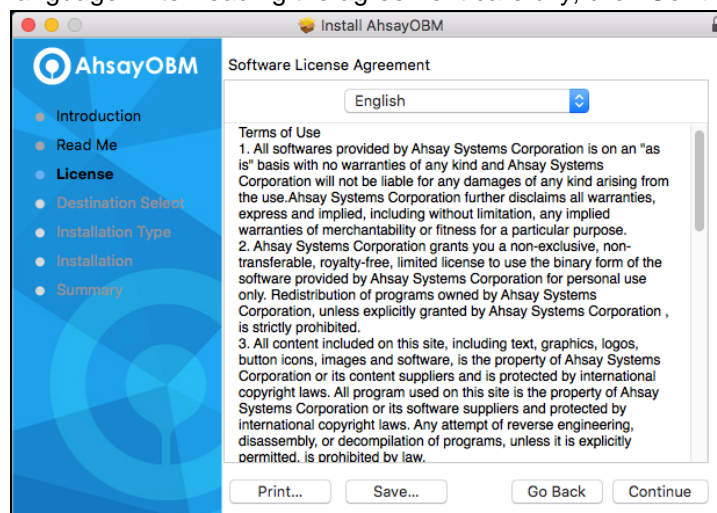 Install AhsayOBM
AhsayOBM
Introduction
Read Me
License
Destination Select
Installation Type
Installation
Summary
Software License Agreement
English
Terms of Use
1. All softwares provided by Ahsay Systems Corporation is on an "as
is" basis with no warranties of any kind and Ahsay Systems
Corporation will not be liable for any damages of any kind arising from
the use.Ahsay Systems Corporation further disclaims all warranties,
express and implied, including without limitation, any implied
warranties of merchantability or fitness for a particular purpose.
2. Ahsay Systems Corporation grants you a non-exclusive, non-
transferable, royalty-free, limited license to use the binary form of the
software provided by Ahsay Systems Corporation for personal use
only. Redistribution of programs owned by Ahsay Systems
Corporation, unless explicitly granted by Ahsay Systems Corporation ,
is strictly prohibited.
3. All content included on this site, including text, graphics, logos,
button icons, images and software, is the property of Ahsay Systems
Corporation or its content suppliers and is protected by international
copyright laws. All program used on this site is the property of Ahsay
Systems Corporation or its software suppliers and protected by
international copyright laws. Any attempt of reverse engineering,
disassembly, or decompilation of programs, unless it is explicitly
permitted, is prohibited by law.
Print...
Save...
Go Back
Continue